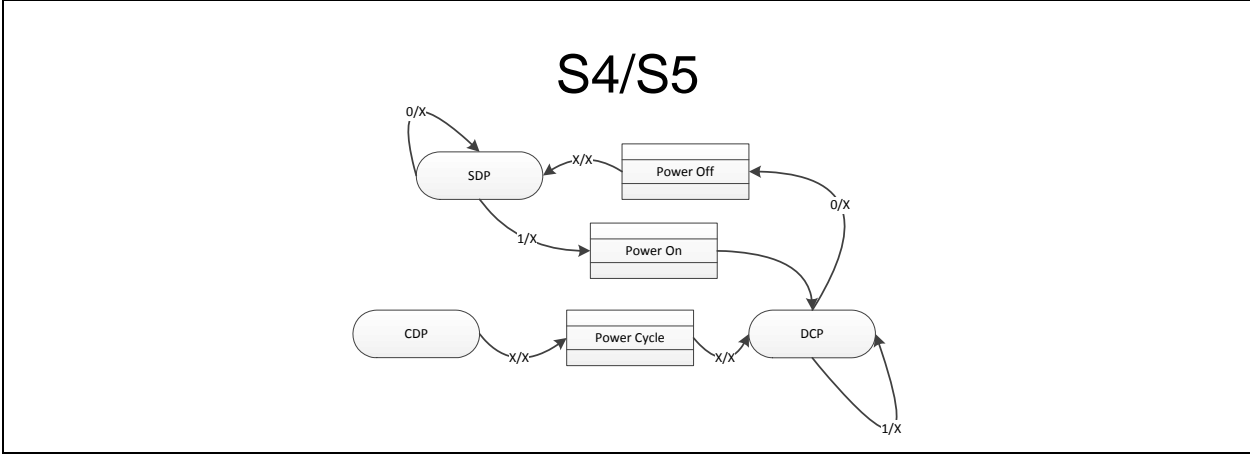 S4/S5
0/X
SDP
X/X
Power Off
0/X
1/X
Power On
CDP
X/X
Power Cycle
X/X
DCP
1/X